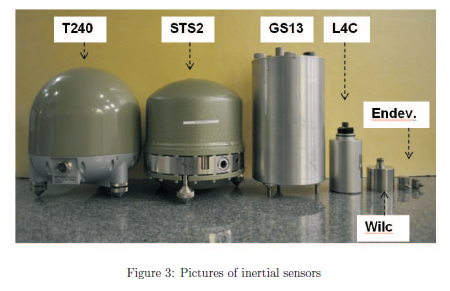 T240
STS2
GS13
L4C
Endev.
Wilc
Figure 3: Pictures of inertial sensors